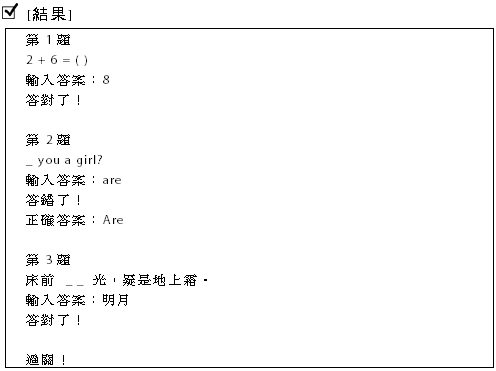 [結果]
第 1 題
2 + 6 = ( )
輸入答案：8
答對了！
第 2 題
_ you a girl?
輸入答案：are
答錯了！
正確答案：Are
第 3 題
床前 _ _ 光，疑是地上霜。
輸入答案：明月
答對了！
過關！